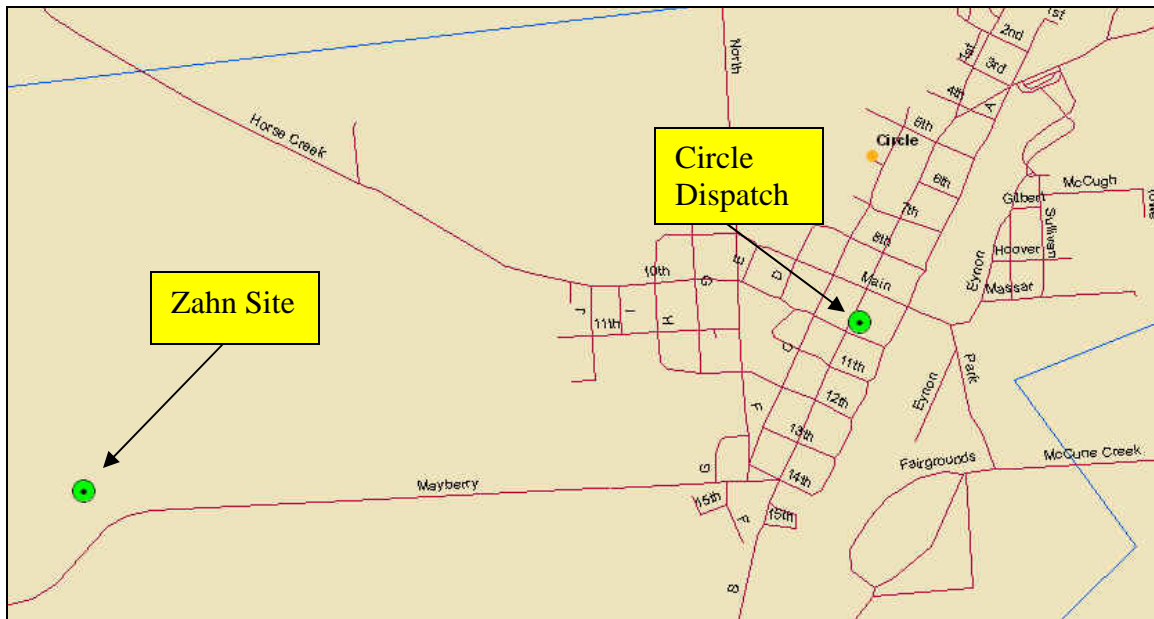 1st
2nd
1st
3rd
North
4th
A
Horse Creek
5th
Circle
Circle
Dispatch
6th
McCugh
Gilbert
7th
Sullivan
8th
Hoover
E
10th
D
Main
Eynon
G
Massar
Zahn Site
J
I
H
11th
C
11th
Park
12th
Eynon
F
13th
Fairgrounds
McCune Creek
G
14th
Mayberry
15th
15th
F
B